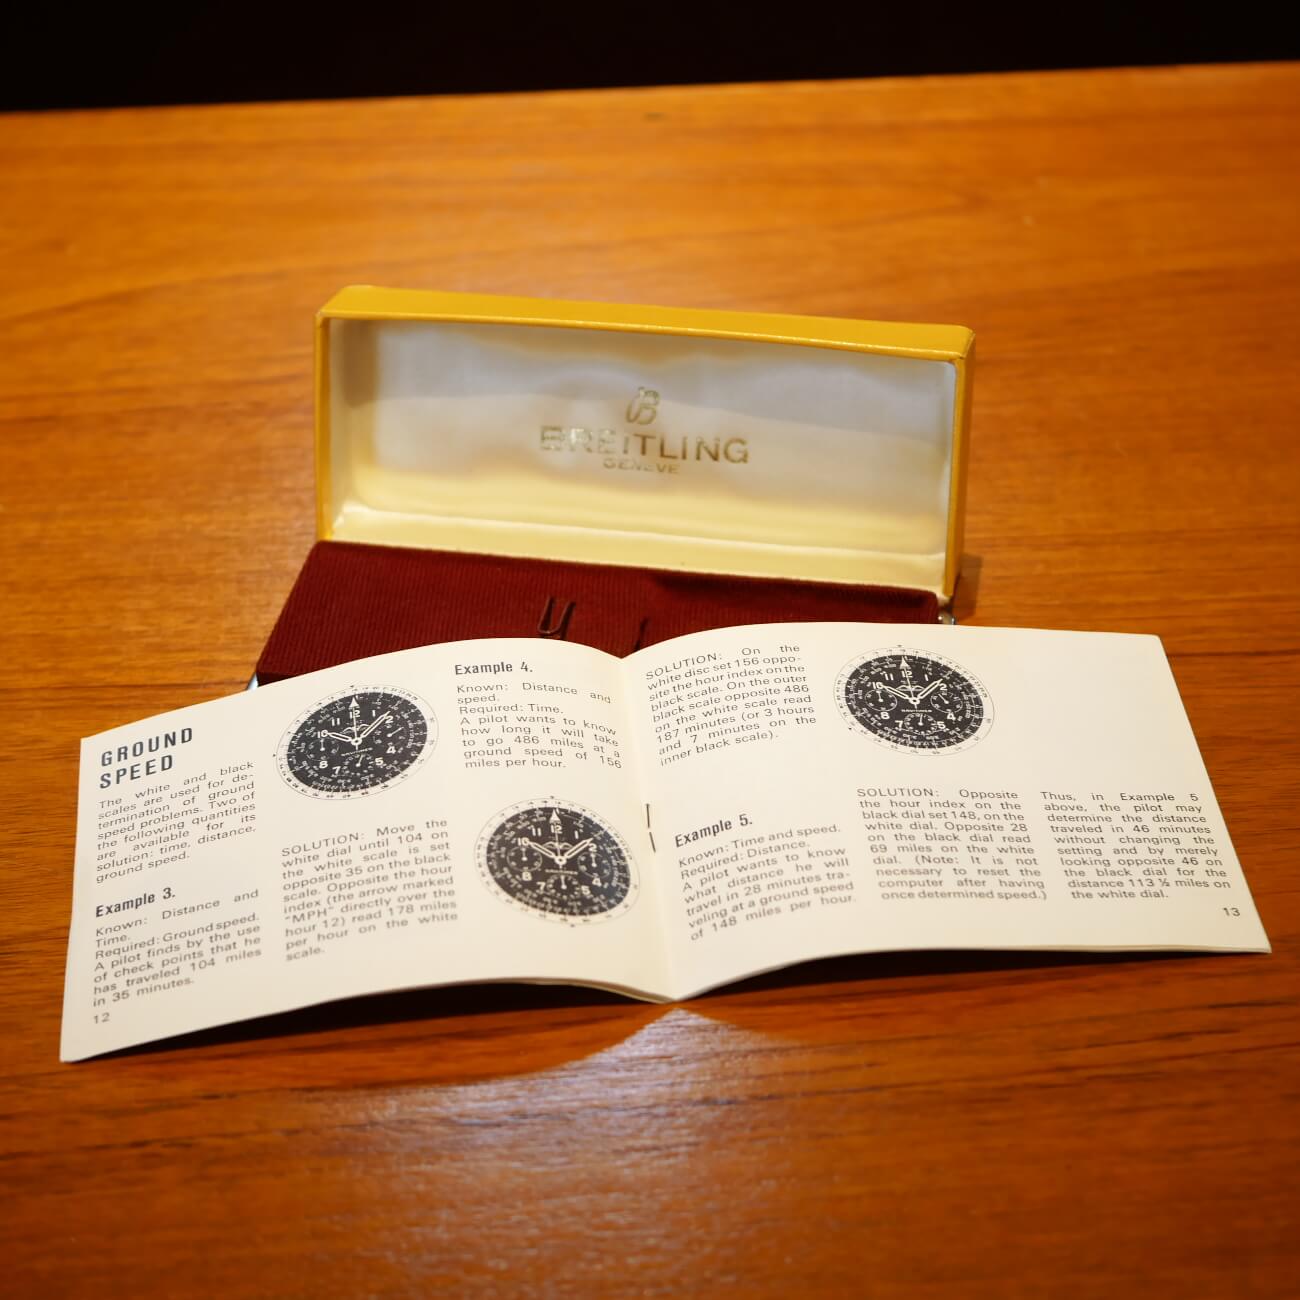 B
BREITLING
GENEVE
GROUND
SPEED
The white and black
scales are used for de-
termination of ground
speed problems. Two of
the following quantities
are available for its
solution: time, distance,
ground speed.
Example 3.
Known: Distance and
Time.
Required: Ground speed.
A pilot finds by the use
of check points that he
has traveled 104 miles
in 35 minutes.
12
SOLUTION: Move the
white dial until 104 on
the white scale is set
opposite 35 on the black
scale. Opposite the hour
index (the arrow marked
"MPH" directly over the
hour 12) read 178 miles
per hour on the white
scale.
Example 4.
Known: Distance and
speed.
Required: Time.
A pilot wants to know
how long it will take
to go 486 miles at a
ground speed of 156
miles per hour.
SOLUTION: On the
white disc set 156 oppo-
site the hour index on the
black scale. On the outer
black scale opposite 486
on the white scale read
187 minutes (or 3 hours
and 7 minutes on the
inner black scale).
Example 5.
Known: Time and speed.
Required: Distance.
A pilot wants to know
what distance he will
travel in 28 minutes tra-
veling at a ground speed
of 148 miles per hour.
SOLUTION: Opposite
the hour index on the
black dial set 148, on the
white dial. Opposite 28
on the black dial read
69 miles on the white
dial. (Note: It is not
necessary to reset the
computer after having
once determined speed.)
Thus, in Example 5
above, the pilot may
determine the distance
traveled in 46 minutes
without changing the
setting and by merely
looking opposite 46 on
the black dial for the
distance 113 ½ miles on
the white dial.
13